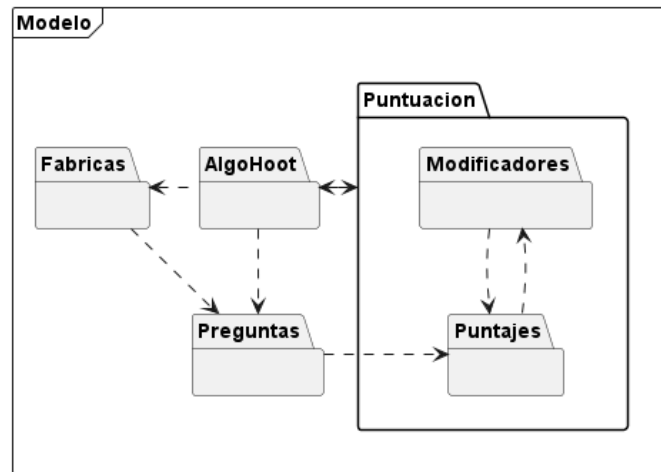 Modelo
Puntuacion
Fabricas
AlgoHoot
Modificadores
Preguntas
Puntajes